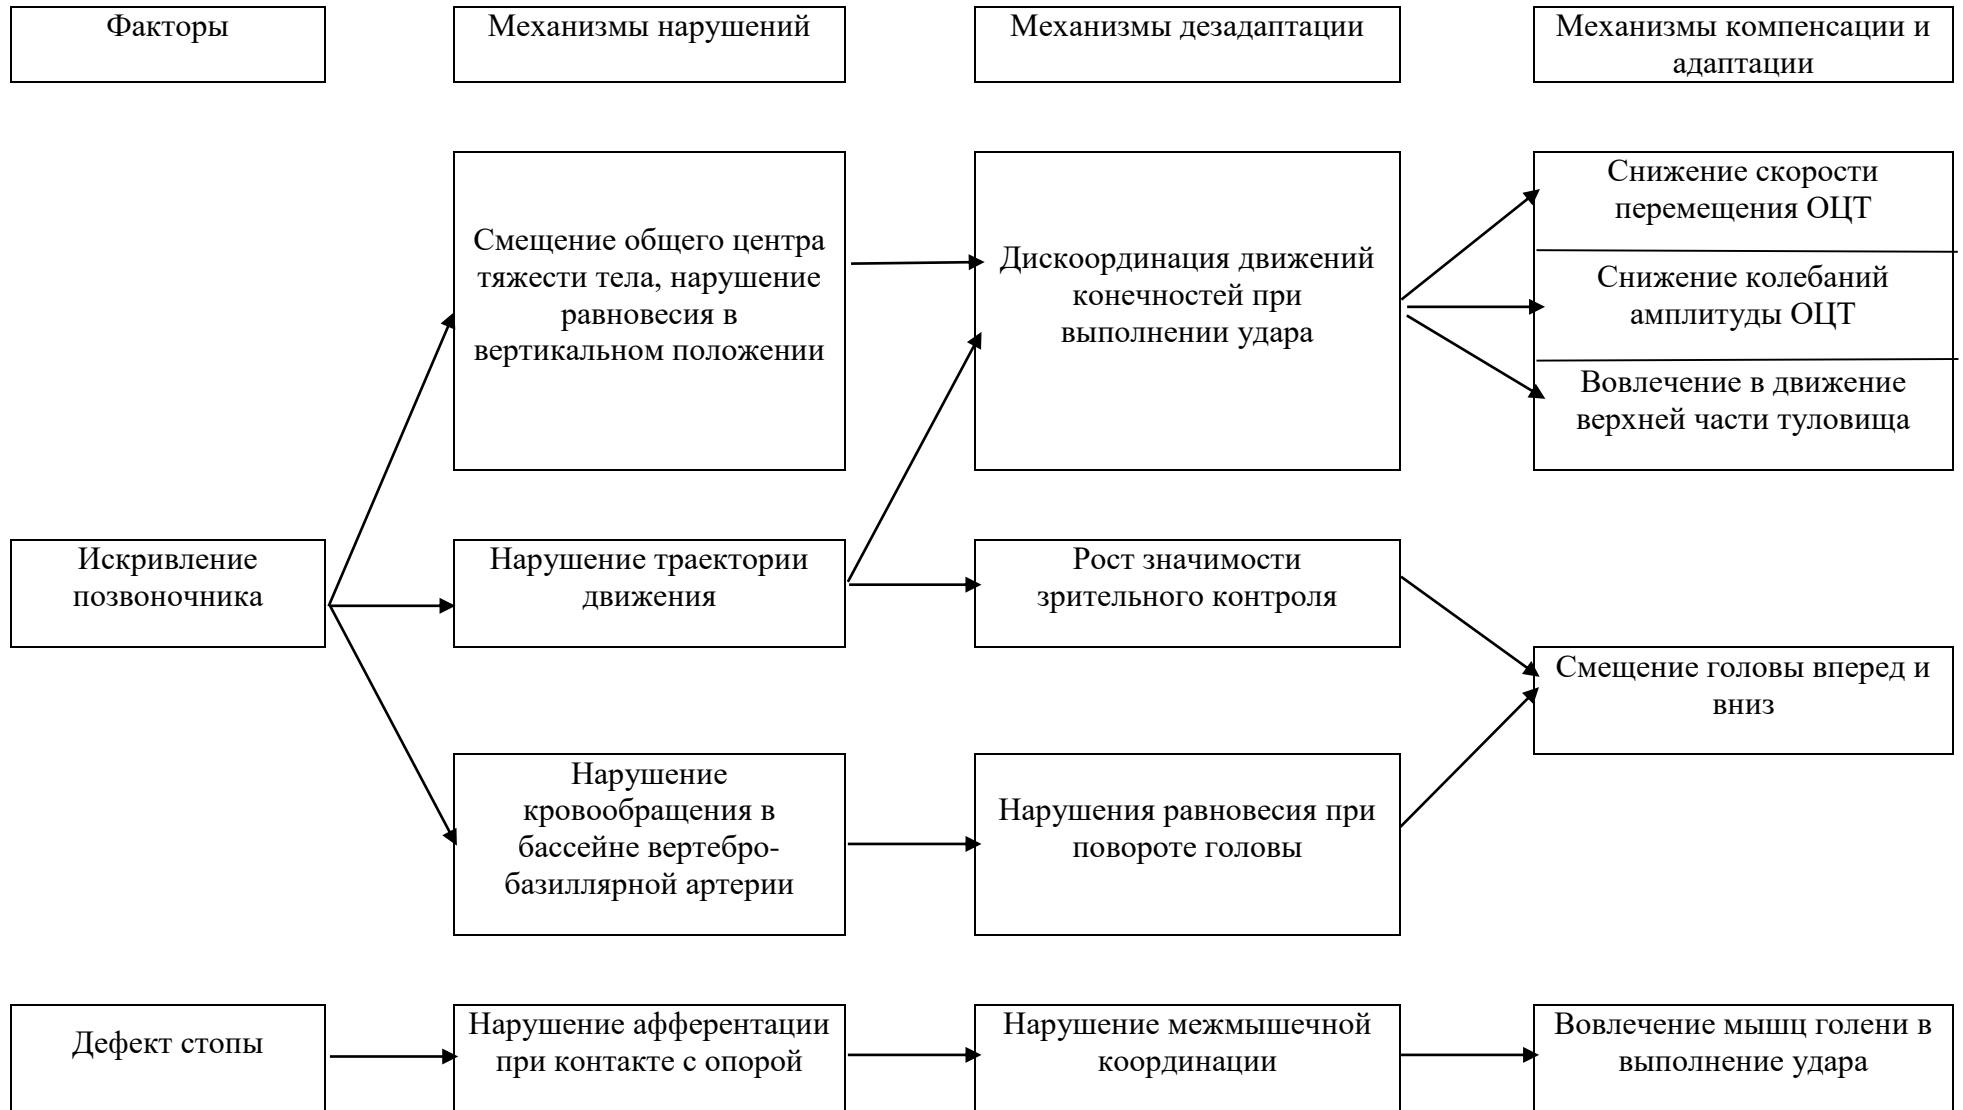 Факторы
Механизмы нарушений
Механизмы дезадаптации
Механизмы компенсации и
адаптации
Смещение общего центра
тяжести тела, нарушение
равновесия в
вертикальном положении
Дискоординация движений
конечностей при
выполнении удара
Снижение скорости
перемещения ОЦТ
Снижение колебаний
амплитуды ОЦТ
Вовлечение в движение
верхней части туловища
Искривление
позвоночника
Нарушение траектории
движения
Рост значимости
зрительного контроля
Смещение головы вперед и
вниз
Нарушение
кровообращения в
бассейне вертебро-
базиллярной артерии
Нарушения равновесия при
повороте головы
Дефект стопы
Нарушение афферентации
при контакте с опорой
Нарушение межмышечной
координации
Вовлечение мышц голени в
выполнение удара